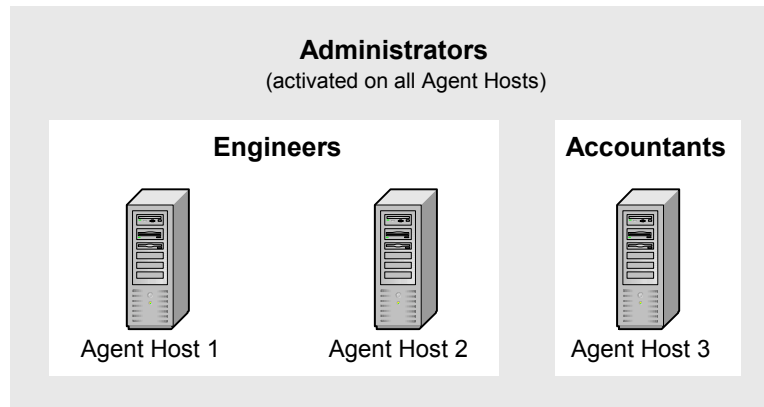 Administrators
(activated on all Agent Hosts)
Engineers
Accountants
Agent Host 1
Agent Host 2
Agent Host 3